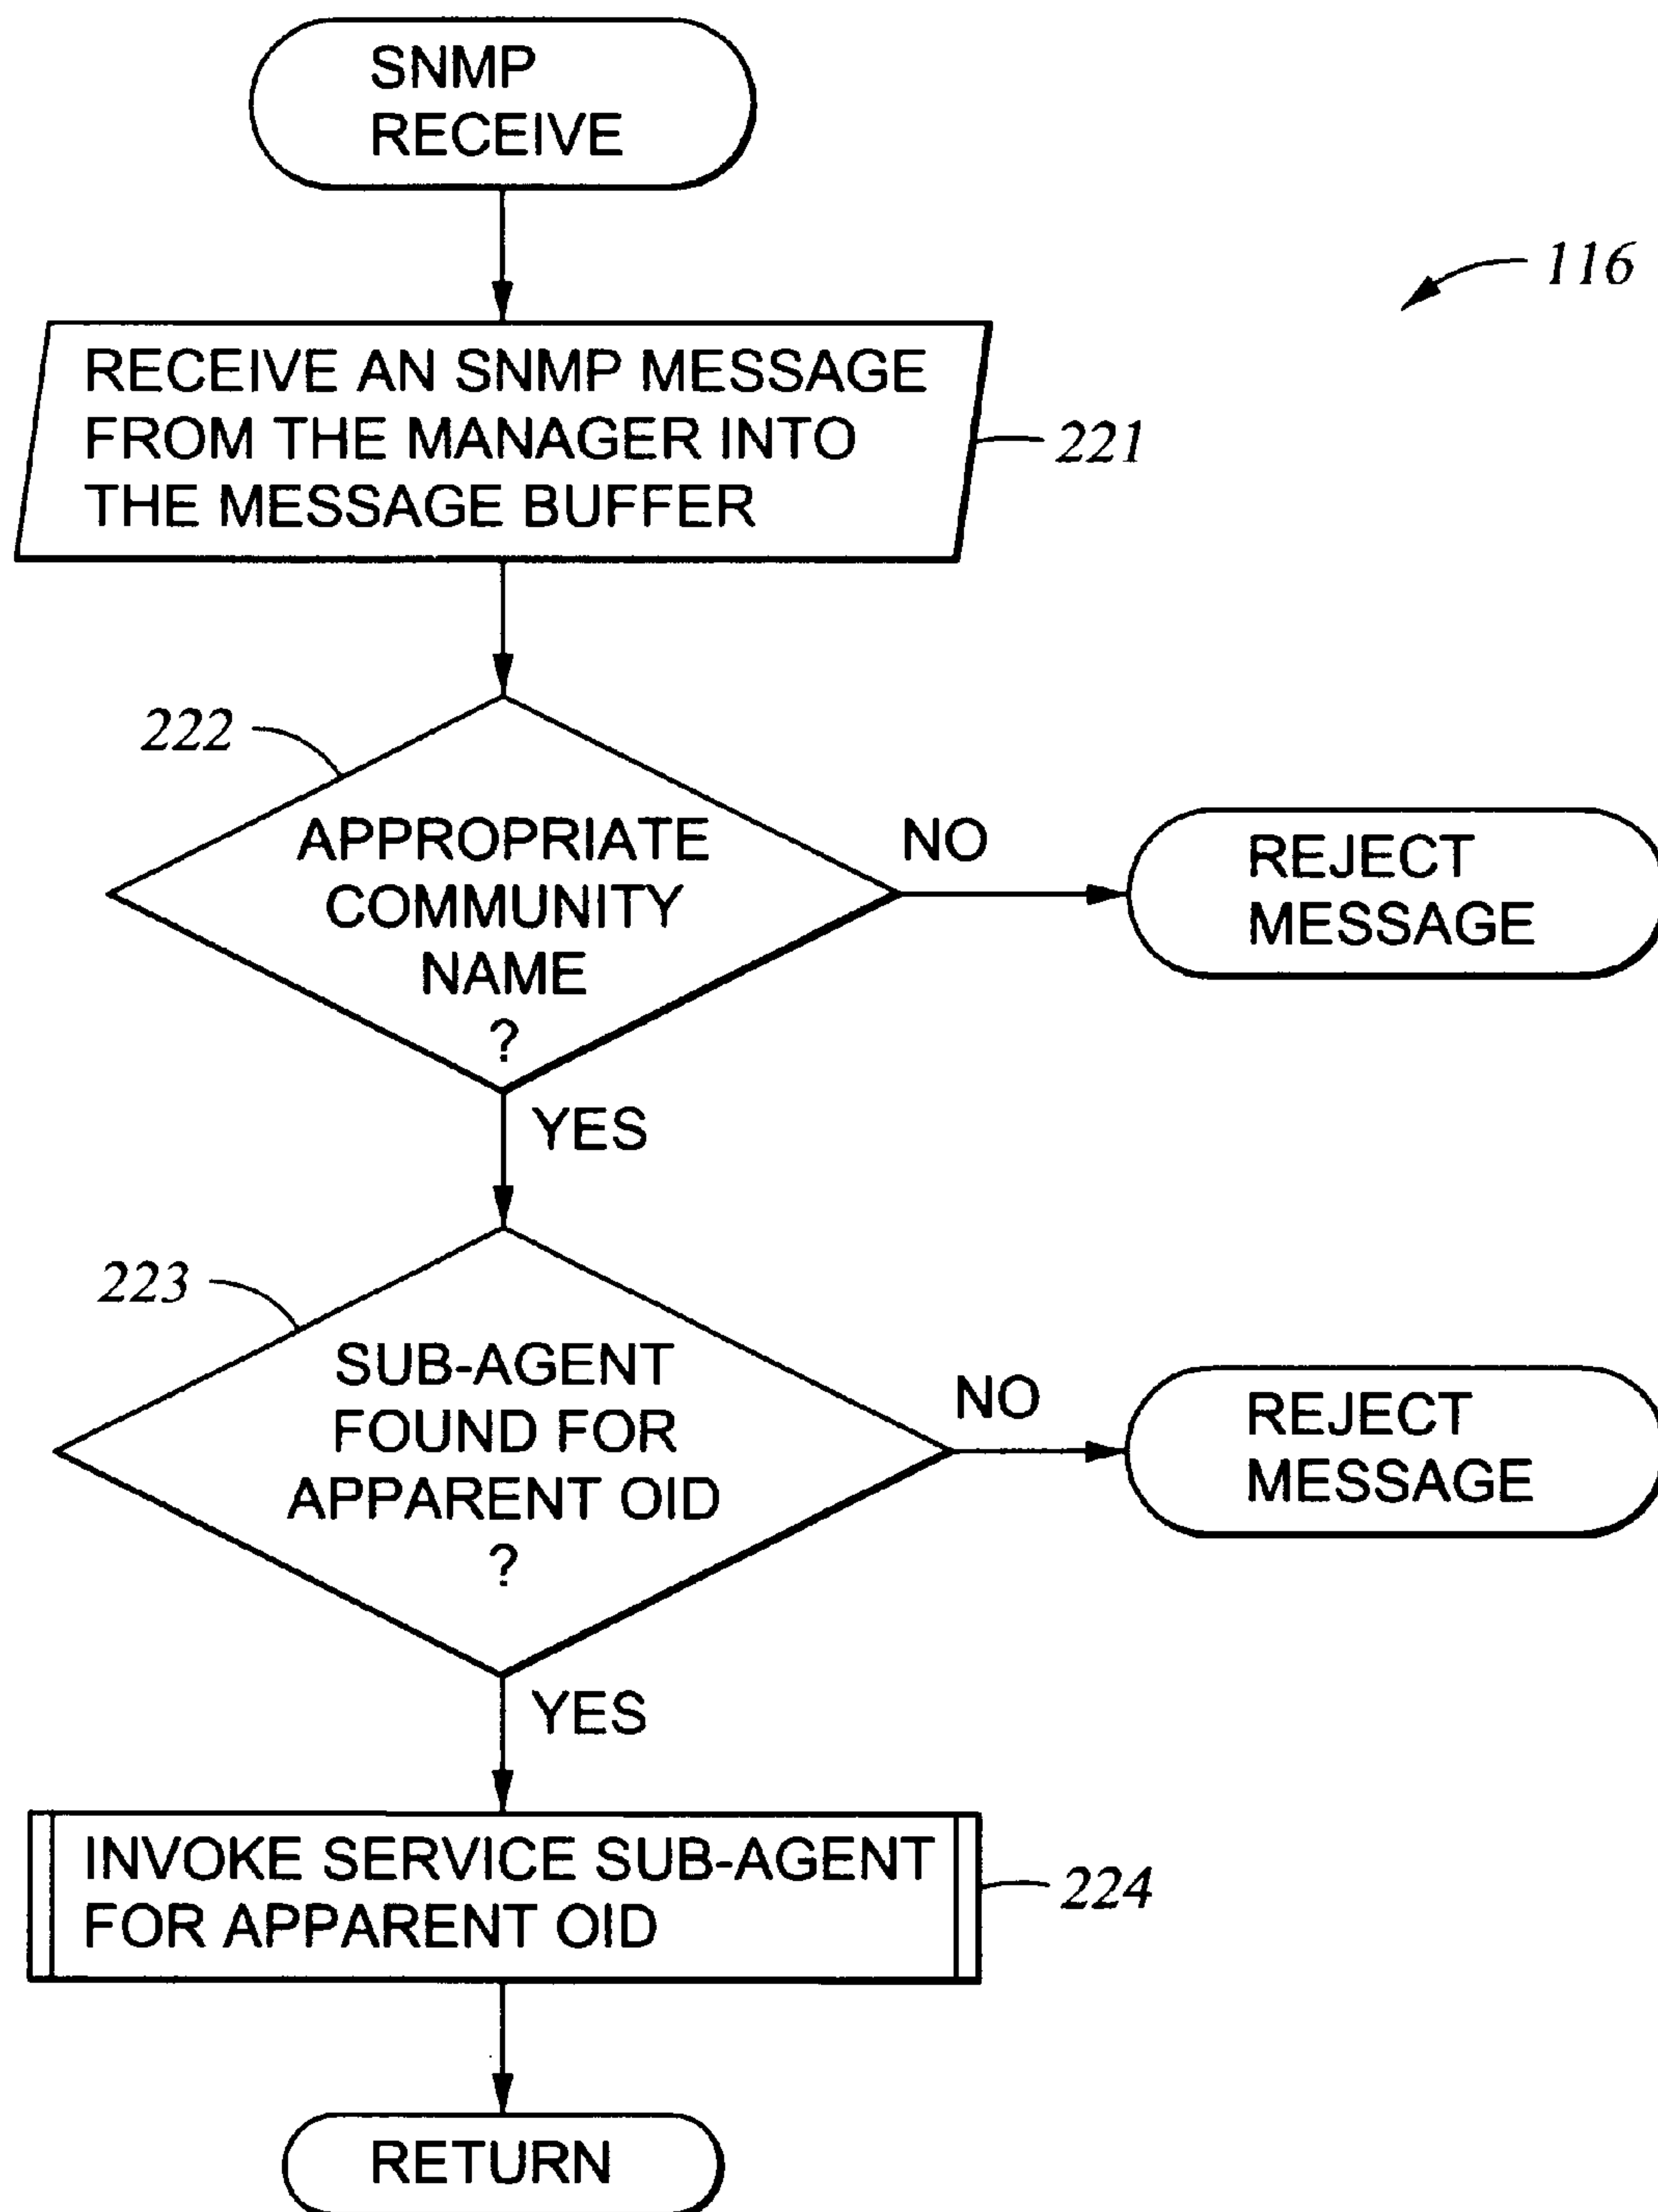 SNMP
RECEIVE
116
RECEIVE AN SNMP MESSAGE
FROM THE MANAGER INTO
THE MESSAGE BUFFER
221
222
APPROPRIATE
COMMUNITY
NAME
?
NO
REJECT
MESSAGE
YES
223
SUB-AGENT
FOUND FOR
APPARENT OID
?
NO
REJECT
MESSAGE
YES
INVOKE SERVICE SUB-AGENT
FOR APPARENT OID
224
RETURN